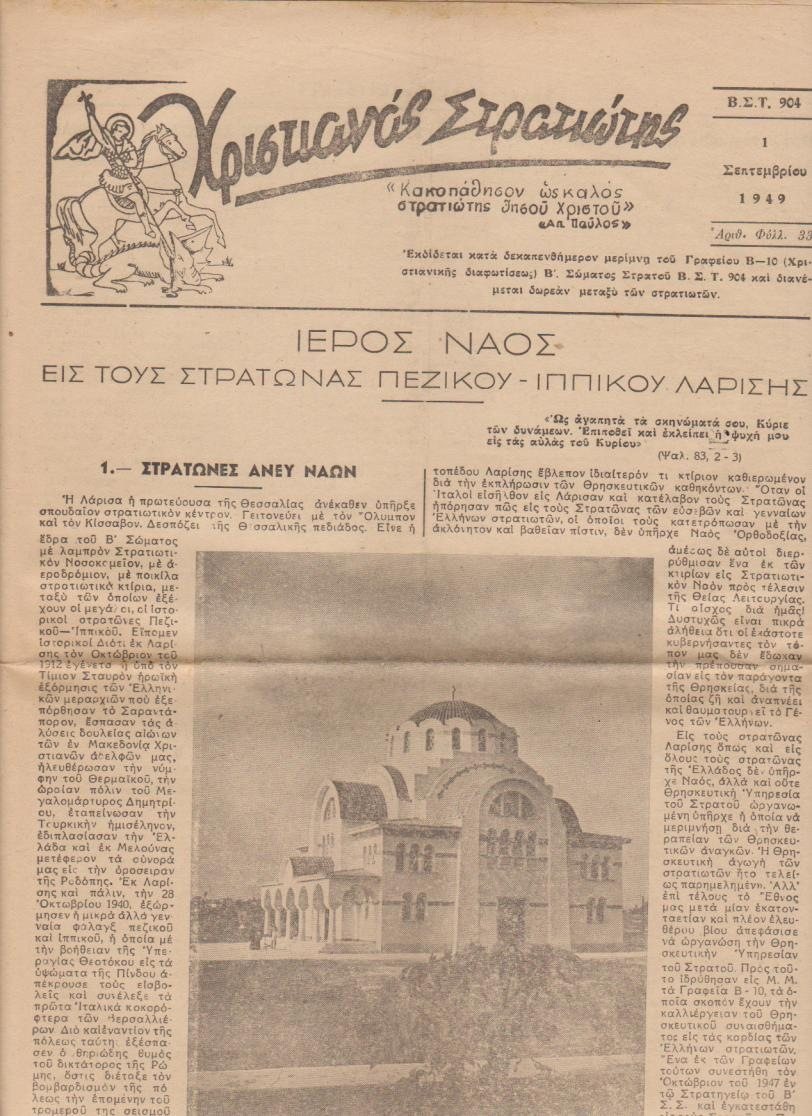 Χριστιανός Στρατιώτης
«Κακοπάθησον ὡς καλός
στρατιώτης Ἰησοῦ Χριστοῦ»
«Ἀπ. Παῦλος»
Β.Σ.Τ. 904
1
Σεπτεμβρίου
1949
Ἀριθ. Φύλλ. 33
Ἐκδίδεται κατὰ δεκαπενθήμερον μερίμνῃ τοῦ Γραφείου Β—10 (Χρι-
στιανικῆς διαφωτίσεως) Β΄. Σώματος Στρατοῦ Β. Σ. Τ. 904 καὶ διανέ-
μεται δωρεὰν μεταξὺ τῶν στρατιωτῶν.
ΙΕΡΟΣ ΝΑΟΣ
ΕΙΣ ΤΟΥΣ ΣΤΡΑΤΩΝΑΣ ΠΕΖΙΚΟΥ - ΙΠΠΙΚΟΥ ΛΑΡΙΣΗΣ
«Ὡς ἀγαπητὰ τὰ σκηνώματά σου, Κύριε
τῶν δυνάμεων. Ἐπιποθεῖ καὶ ἐκλείπει ἡ ψυχή μου
εἰς τὰς αὐλὰς τοῦ Κυρίου»
(Ψαλ. 83, 2 - 3)
1.— ΣΤΡΑΤΩΝΕΣ ΑΝΕΥ ΝΑΩΝ
Ἡ Λάρισα ἡ πρωτεύουσα τῆς Θεσσαλίας ἀνέκαθεν ὑπῆρξε
σπουδαῖον στρατιωτικὸν κέντρον. Γειτονεύει μὲ τὸν Ὄλυμπον
καὶ τὸν Κίσσαβον. Δεσπόζει τῆς Θεσσαλικῆς πεδιάδος. Εἶνε ἡ
ἕδρα τοῦ Β΄ Σώματος
μὲ λαμπρὸν Στρατιωτι-
κὸν Νοσοκομεῖον, μὲ ἀ-
εροδρόμιον, μὲ ποικίλα
στρατιωτικὰ κτίρια, με-
ταξὺ τῶν ὁποίων ἐξέ-
χουν οἱ μεγάλοι, οἱ ἱστο-
ρικοὶ στρατῶνες Πεζι-
κοῦ—Ἱππικοῦ. Εἴπομεν
ἱστορικοί Διότι ἐκ Λαρί-
σης τὸν Ὀκτώβριον τοῦ
1912 ἐγένετο ἡ ὑπὸ τὸν
Τίμιον Σταυρὸν ἡρωϊκὴ
ἐξόρμησις τῶν Ἑλληνι-
κῶν μεραρχιῶν ποὺ ἐξε-
πόρθησαν τὸ Σαραντά-
πορον, ἔσπασαν τὰς ἁ-
λύσεις δουλείας αἰώνων
τῶν ἐν Μακεδονίᾳ Χρι-
στιανῶν ἀδελφῶν μας,
ἠλευθέρωσαν τὴν νύμ-
φην τοῦ Θερμαϊκοῦ, τὴν
ὡραίαν πόλιν τοῦ Με-
γαλομάρτυρος Δημητρί-
ου, ἐταπείνωσαν τὴν
Τουρκικὴν ἡμισέληνον,
ἐδιπλασίασαν τὴν Ἑλ-
λάδα καὶ ἐκ Μελούνας
μετέφερον τὰ σύνορά
μας εἰς τὴν ὀροσειρὰν
τῆς Ροδόπης. Ἐκ Λαρί-
σης καὶ πάλιν, τὴν 28
Ὀκτωβρίου 1940, ἐξώρ-
μησεν ἡ μικρὰ ἀλλὰ γεν-
ναία φάλαγξ πεζικοῦ
καὶ ἱππικοῦ, ἡ ὁποία μὲ
τὴν βοήθειαν τῆς Ὑπε-
ραγίας Θεοτόκου εἰς τὰ
ὑψώματα τῆς Πίνδου ἀ-
πέκρουσε τοὺς εἰσβο-
λεῖς καὶ συνέλεξε τὰ
πρῶτα Ἰταλικὰ κοκορό-
φτερα τῶν Βερσαλλιέ-
ρων Διὸ καὶ ἐναντίον τῆς
πόλεως ταύτης ἐξέσπα-
σεν ὁ θηριώδης θυμὸς
τοῦ δικτάτορος τῆς Ρώ
μης, ὅστις διέταξε τὸν
βομβαρδισμὸν τῆς πό
λεως τὴν ἐπομένην τοῦ
τρομεροῦ της σεισμοῦ
τοπέδου Λαρίσης ἔβλεπον ἰδιαίτερόν τι κτίριον καθιερωμένον
διὰ τὴν ἐκπλήρωσιν τῶν Θρησκευτικῶν καθηκόντων. Ὅταν οἱ
Ἰταλοὶ εἰσῆλθον εἰς Λάρισαν καὶ κατέλαβον τοὺς Στρατῶνας
ἠπόρησαν πῶς εἰς τοὺς Στρατῶνας τῶν εὐσεβῶν καὶ γενναίων
Ἑλλήνων στρατιωτῶν, οἱ ὁποῖοι τοὺς κατετρόπωσαν μὲ τὴν
ἀκλόνητον καὶ βαθεῖαν πίστιν, δὲν ὑπῆρχε Ναὸς Ὀρθοδοξίας,
ἀμέσως δὲ αὐτοὶ διερ-
ρύθμισαν ἕνα ἐκ τῶν
κτιρίων εἰς Στρατιωτι-
κὸν Ναὸν πρὸς τέλεσιν
τῆς Θείας Λειτουργίας.
Τί αἶσχος διὰ ἡμᾶς!
Δυστυχῶς εἶναι πικρὰ
ἀλήθεια ὅτι οἱ ἑκάστοτε
κυβερνήσαντες τὸν τό-
πον μας δὲν ἔδωκαν
τὴν πρέπουσαν σημα-
σίαν εἰς τὸν παράγοντα
τῆς Θρησκείας, διὰ τῆς
ὁποίας ζῇ καὶ ἀναπνέει
καὶ θαυματουργεῖ τὸ Γέ-
νος τῶν Ἑλλήνων.
Εἰς τοὺς στρατῶνας
Λαρίσης ὅπως καὶ εἰς
ὅλους τοὺς στρατῶνας
τῆς Ἑλλάδος δὲν ὑπῆρ-
χε Ναός, ἀλλὰ καὶ οὔτε
Θρησκευτικὴ Ὑπηρεσία
τοῦ Στρατοῦ ὠργανω-
μένη ὑπῆρχε ἡ ὁποία νὰ
μεριμνήσῃ διὰ τὴν θε-
ραπείαν τῶν Θρησκευ-
τικῶν ἀναγκῶν. Ἡ Θρη-
σκευτικὴ ἀγωγὴ τῶν
στρατιωτῶν ἦτο τελεί-
ως παρημελημένη. Ἀλλ᾽
ἐπὶ τέλους τὸ Ἔθνος
μας μετὰ μίαν ἑκατον-
ταετίαν καὶ πλέον ἐλευ-
θέρου βίου ἀπεφάσισε
νὰ ὀργανώσῃ τὴν Θρη-
σκευτικὴν Ὑπηρεσίαν
τοῦ Στρατοῦ. Πρὸς τοῦ-
το ἱδρύθησαν εἰς Μ. Μ.
τὰ Γραφεῖα Β - 10, τὰ ὁ-
ποῖα σκοπὸν ἔχουν τὴν
καλλιέργειαν τοῦ Θρη-
σκευτικοῦ συναισθήμα-
τος εἰς τὰς καρδίας τῶν
Ἑλλήνων στρατιωτῶν.
Ἕνα ἐκ τῶν Γραφείων
τούτων συνεστήθη τὸν
Ὀκτώβριον τοῦ 1947 ἐν
τῷ Στρατηγείῳ τοῦ Β΄
Σ. Σ. καὶ ἐγκατεστάθη